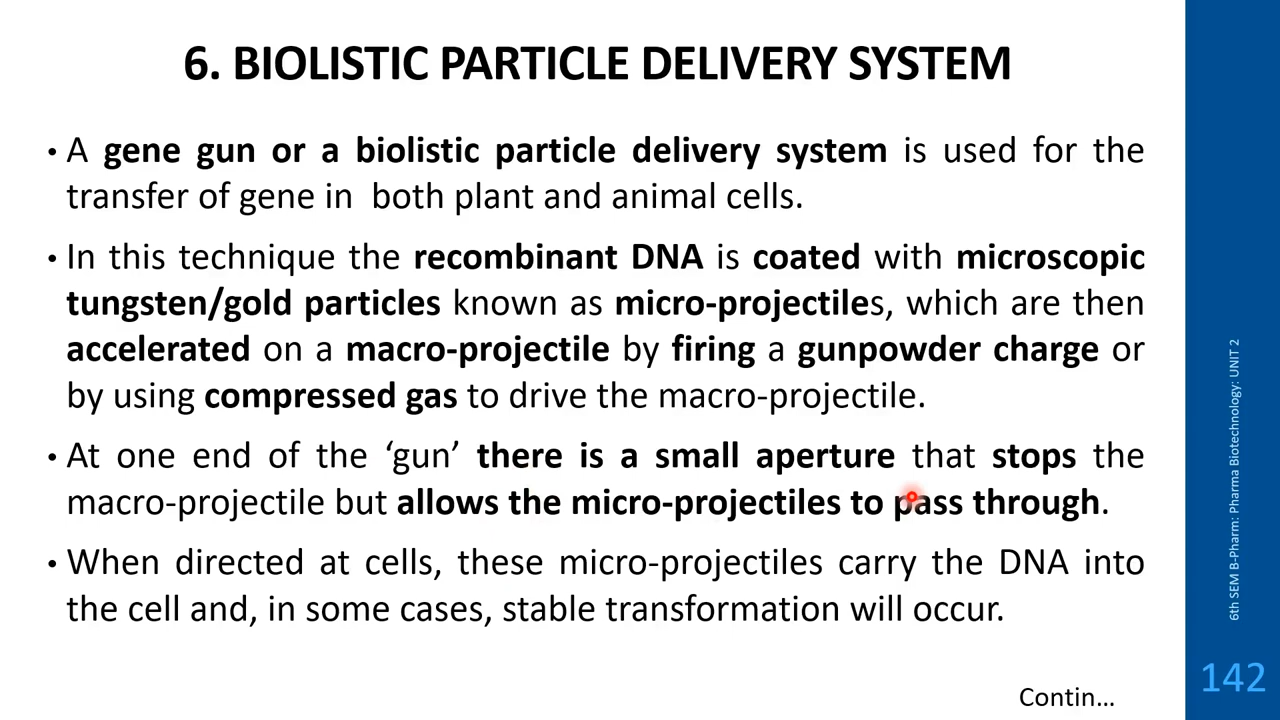 6. BIOLISTIC PARTICLE DELIVERY SYSTEM
• A gene gun or a biolistic particle delivery system is used for the
transfer of gene in both plant and animal cells.
• In this technique the recombinant DNA is coated with microscopic
tungsten/gold particles known as micro-projectiles, which are then
accelerated on a macro-projectile by firing a gunpowder charge or
by using compressed gas to drive the macro-projectile.
• At one end of the ‘gun’ there is a small aperture that stops the
macro-projectile but allows the micro-projectiles to pass through.
• When directed at cells, these micro-projectiles carry the DNA into
the cell and, in some cases, stable transformation will occur.
Contin...
6th SEM B-Pharm: Pharma Biotechnology: UNIT 2
142